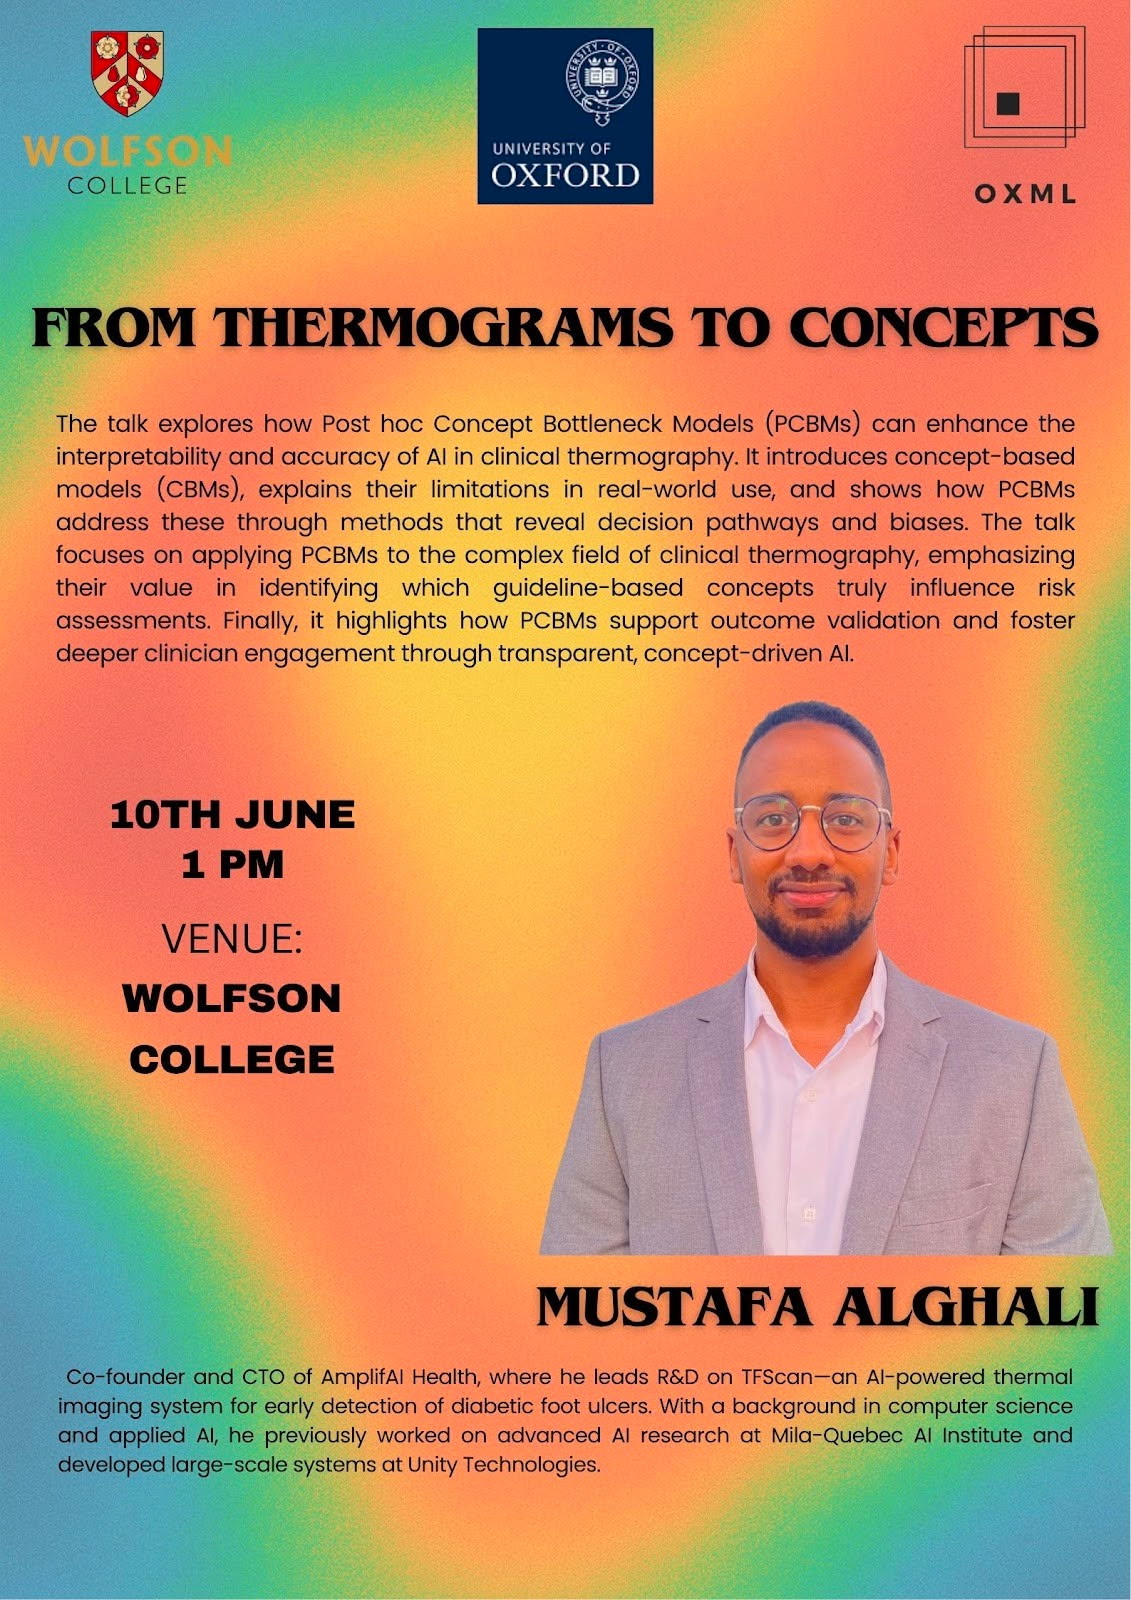 WOLFSON
COLLEGE
UNIVERSITY OF OXFORD
UNIVERSITY OF
OXFORD
OXML
FROM THERMOGRAMS TO CONCEPTS
The talk explores how Post hoc Concept Bottleneck Models (PCBMs) can enhance the
interpretability and accuracy of AI in clinical thermography. It introduces concept-based
models (CBMs), explains their limitations in real-world use, and shows how PCBMs
address these through methods that reveal decision pathways and biases. The talk
focuses on applying PCBMs to the complex field of clinical thermography, emphasizing
their value in identifying which guideline-based concepts truly influence risk
assessments. Finally, it highlights how PCBMs support outcome validation and foster
deeper clinician engagement through transparent, concept-driven AI.
10TH JUNE
1 PM
VENUE:
WOLFSON
COLLEGE
MUSTAFA ALGHALI
Co-founder and CTO of AmplifAI Health, where he leads R&D on TFScan—an AI-powered thermal
imaging system for early detection of diabetic foot ulcers. With a background in computer science
and applied AI, he previously worked on advanced AI research at Mila-Quebec AI Institute and
developed large-scale systems at Unity Technologies.